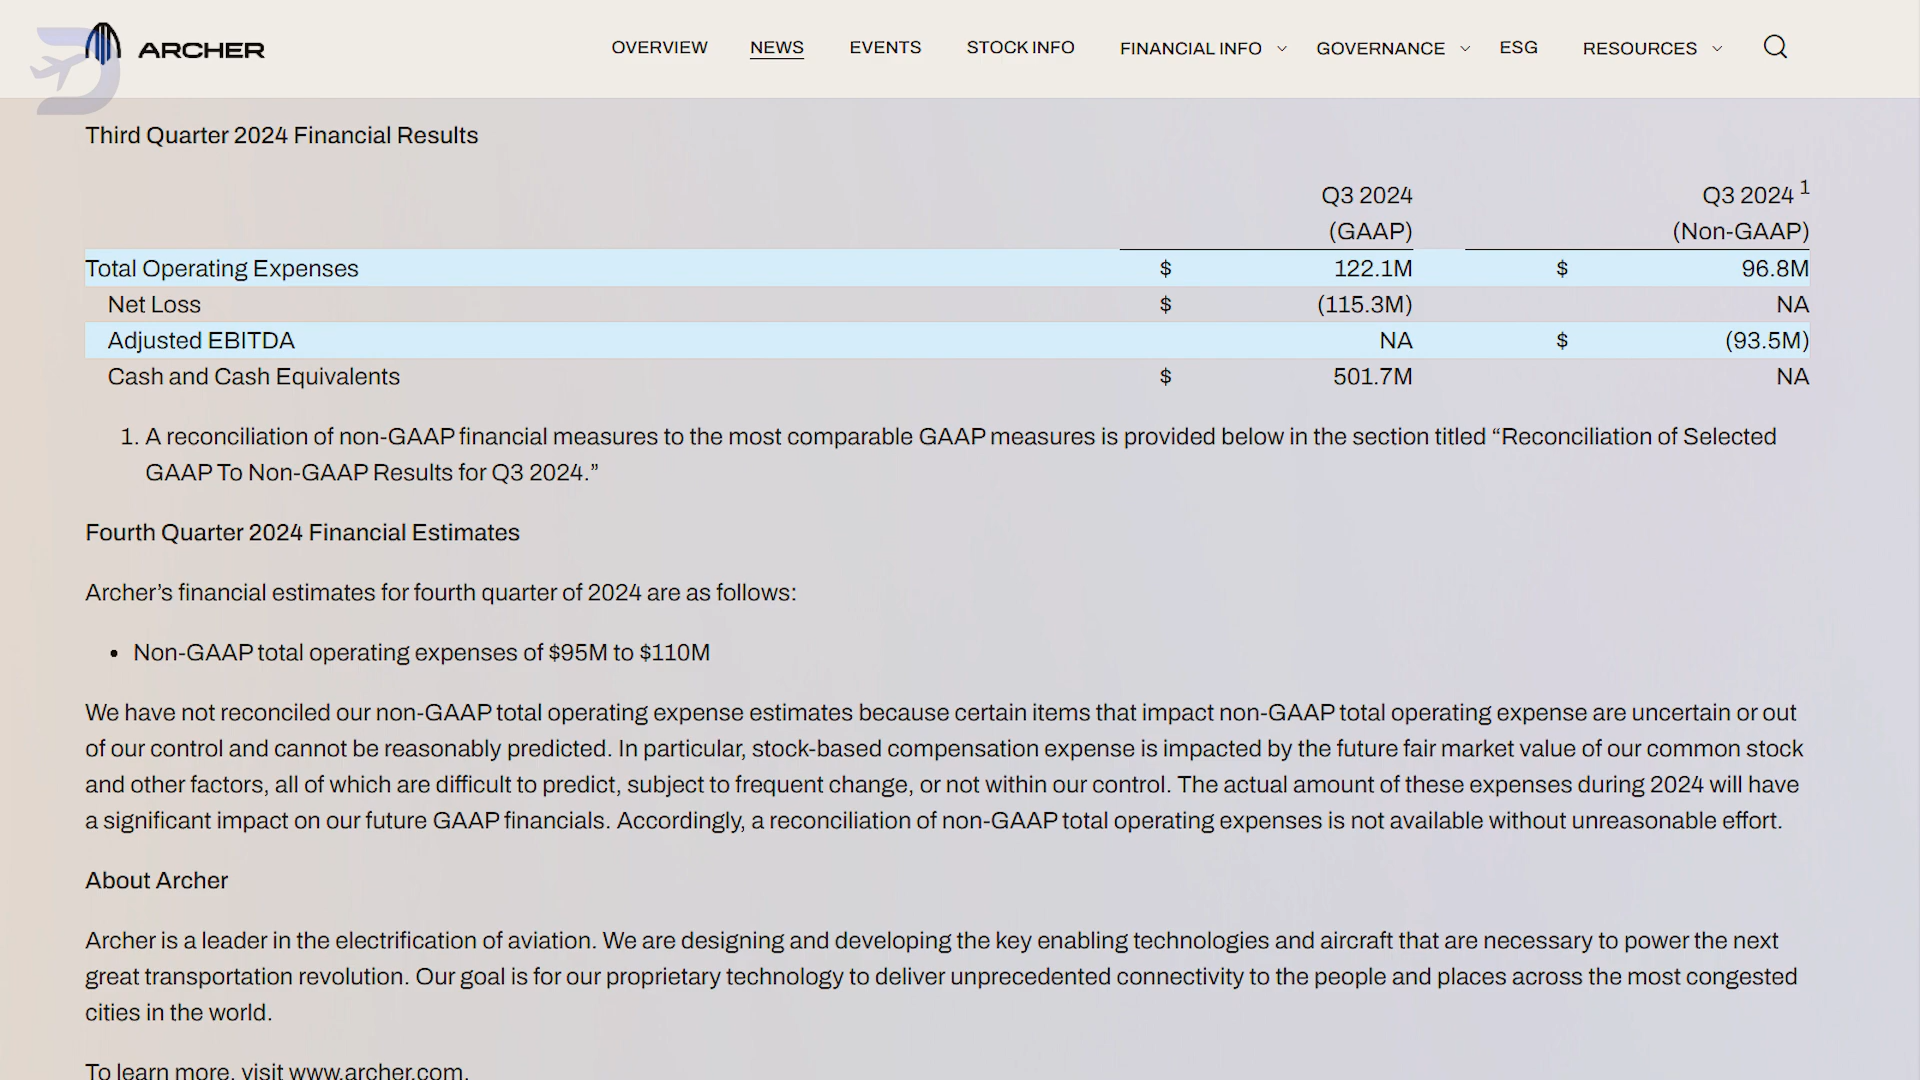 ARCHER
OVERVIEW NEWS EVENTS STOCK INFO FINANCIAL INFO GOVERNANCE ESG RESOURCES
Third Quarter 2024 Financial Results
Q3 2024 Q3 2024 1
(GAAP) (Non-GAAP)
Total Operating Expenses $ 122.1M $ 96.8M
Net Loss $ (115.3M) NA
Adjusted EBITDA NA $ (93.5M)
Cash and Cash Equivalents $ 501.7M NA
1. A reconciliation of non-GAAP financial measures to the most comparable GAAP measures is provided below in the section titled “Reconciliation of Selected
GAAP To Non-GAAP Results for Q3 2024.”
Fourth Quarter 2024 Financial Estimates
Archer’s financial estimates for fourth quarter of 2024 are as follows:
• Non-GAAP total operating expenses of $95M to $110M
We have not reconciled our non-GAAP total operating expense estimates because certain items that impact non-GAAP total operating expense are uncertain or out
of our control and cannot be reasonably predicted. In particular, stock-based compensation expense is impacted by the future fair market value of our common stock
and other factors, all of which are difficult to predict, subject to frequent change, or not within our control. The actual amount of these expenses during 2024 will have
a significant impact on our future GAAP financials. Accordingly, a reconciliation of non-GAAP total operating expenses is not available without unreasonable effort.
About Archer
Archer is a leader in the electrification of aviation. We are designing and developing the key enabling technologies and aircraft that are necessary to power the next
great transportation revolution. Our goal is for our proprietary technology to deliver unprecedented connectivity to the people and places across the most congested
cities in the world.
To learn more, visit www.archer.com.